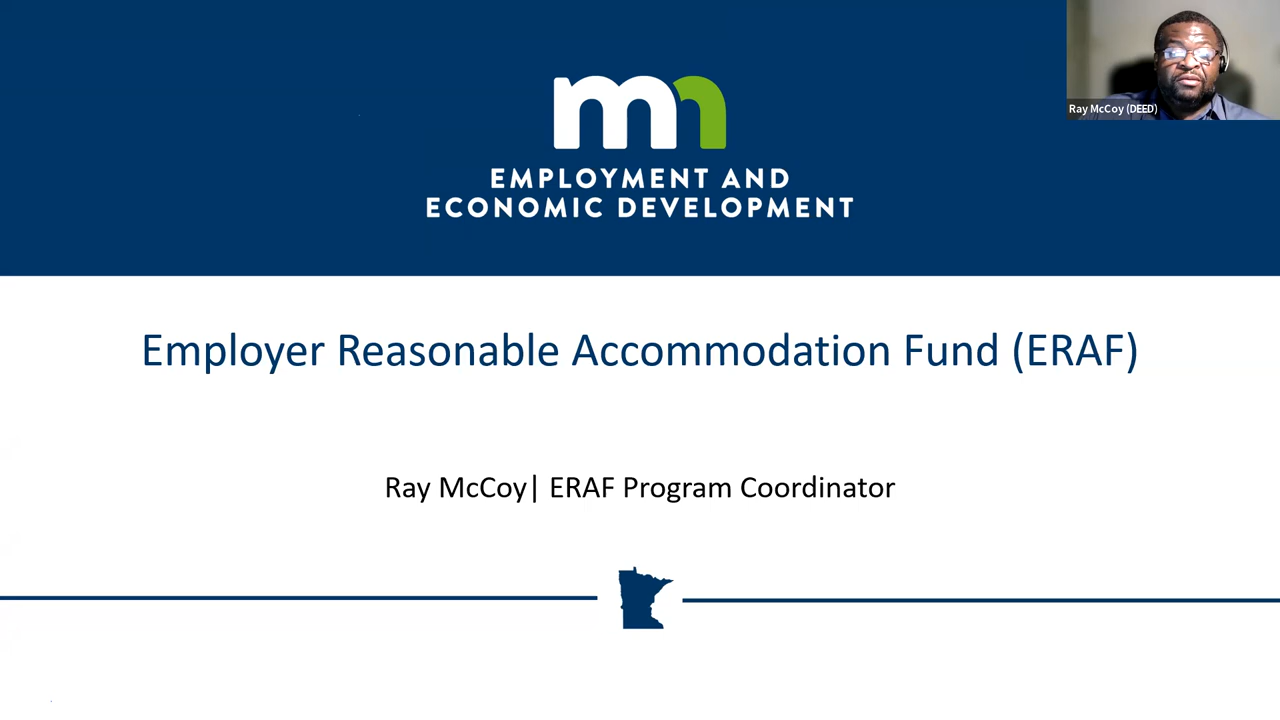 mn
EMPLOYMENT AND
ECONOMIC DEVELOPMENT
Ray McCoy (DEED)
Employer Reasonable Accommodation Fund (ERAF)
Ray McCoy| ERAF Program Coordinator